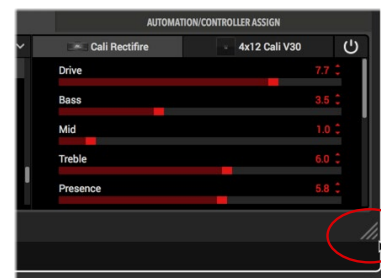 AUTOMATION/CONTROLLER ASSIGN
Cali Rectifire 4x12 Cali V30
Drive 7.7
Bass 3.5
Mid 1.0
Treble 6.0
Presence 5.8